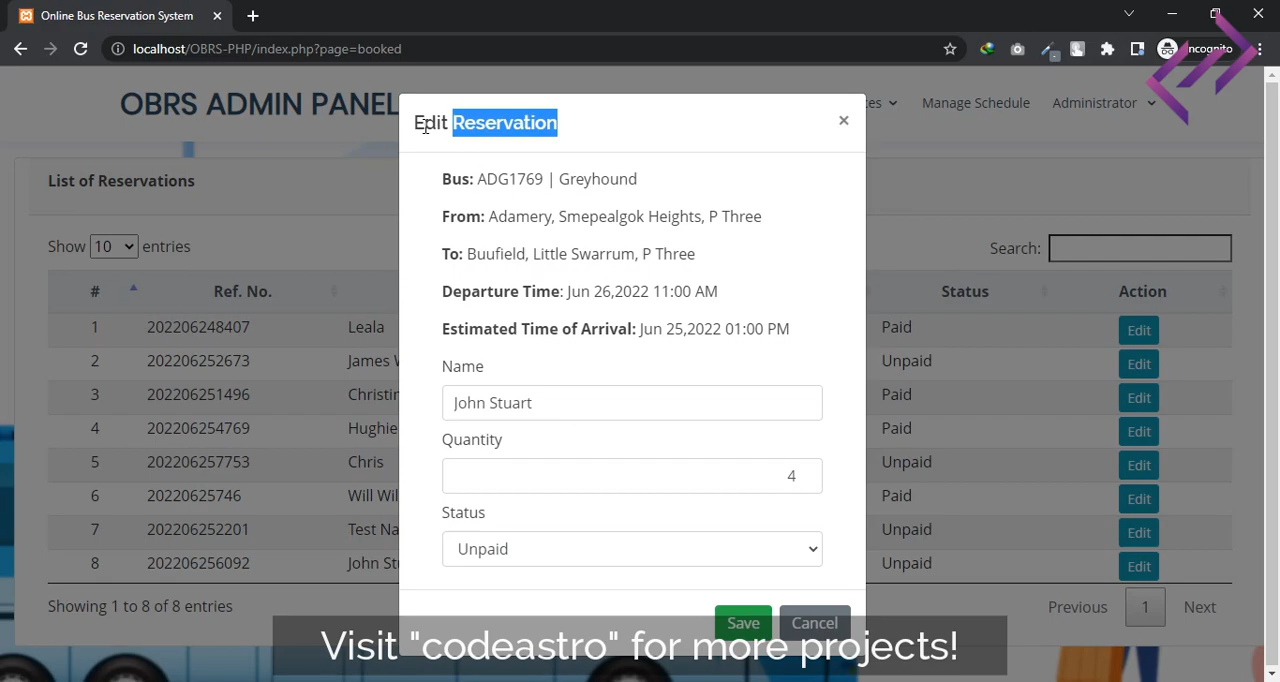 Online Bus Reservation System
localhost/OBRS-PHP/index.php?page=booked
Incognito
OBRS ADMIN PANEL
ces
Manage Schedule
Administrator
Edit Reservation
×
Bus: ADG1769 | Greyhound
From: Adamery, Smepealgok Heights, P Three
To: Buufield, Little Swarrum, P Three
Departure Time: Jun 26,2022 11:00 AM
Estimated Time of Arrival: Jun 25,2022 01:00 PM
Name
John Stuart
Quantity
4
Status
Unpaid
Save
Cancel
List of Reservations
Show 10 entries
Search:
# Ref. No. Status Action
1 202206248407 Leala Paid Edit
2 202206252673 James W Unpaid Edit
3 202206251496 Christin Paid Edit
4 202206254769 Hughie Paid Edit
5 202206257753 Chris Unpaid Edit
6 20220625746 Will Wil Paid Edit
7 202206252201 Test Na Unpaid Edit
8 202206256092 John Stu Unpaid Edit
Showing 1 to 8 of 8 entries
Previous 1 Next
Visit "codeastro" for more projects!